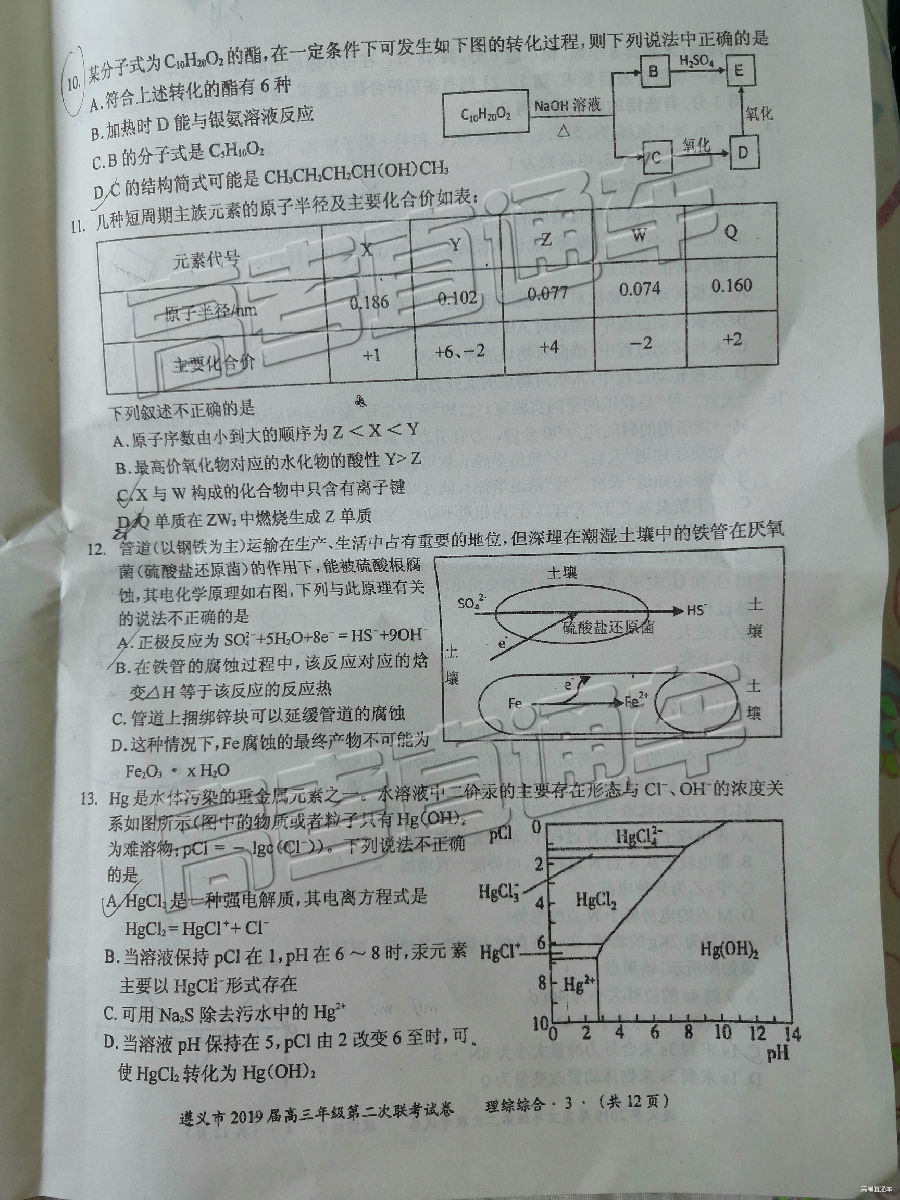 10. 某分子式为C₁₀H₂₀O₂的酯,在一定条件下可发生如下图的转化过程,则下列说法中正确的是
A.符合上述转化的酯有6种
B.加热时D能与银氨溶液反应
C.B的分子式是C₅H₁₀O₂
D.C的结构简式可能是CH₃CH₂CH₂CH(OH)CH₃
C₁₀H₂₀O₂
NaOH溶液
△
B
H₂SO₄
E
氧化
C
氧化
D
11. 几种短周期主族元素的原子半径及主要化合价如表:
元素代号 X Y Z W Q
原子半径/nm 0.186 0.102 0.077 0.074 0.160
主要化合价 +1 +6、-2 +4 -2 +2
下列叙述不正确的是
A.原子序数由小到大的顺序为Z<X<Y
B.最高价氧化物对应的水化物的酸性Y>Z
C.X与W构成的化合物中只含有离子键
D.Q单质在ZW₂中燃烧生成Z单质
12. 管道(以钢铁为主)运输在生产、生活中占有重要的地位,但深埋在潮湿土壤中的铁管在厌氧
菌(硫酸盐还原菌)的作用下,能被硫酸根腐
蚀,其电化学原理如右图,下列与此原理有关
的说法不正确的是
A.正极反应为SO₄²⁻+5H₂O+8e⁻=HS⁻+9OH⁻
B.在铁管的腐蚀过程中,该反应对应的焓
变△H等于该反应的反应热
C.管道上捆绑锌块可以延缓管道的腐蚀
D.这种情况下,Fe腐蚀的最终产物不可能为
Fe₂O₃·xH₂O
土壤
SO₄²⁻
HS⁻
土壤
硫酸盐还原菌
e⁻
土壤
e⁻
Fe
Fe²⁺
土壤
13. Hg是水体污染的重金属元素之一。水溶液中二价汞的主要存在形态与Cl⁻、OH⁻的浓度关
系如图所示(图中的物质或者粒子只有Hg(OH)₂
为难溶物;pCl=-lgc(Cl⁻))。下列说法不正确
的是
A.HgCl₂是一种强电解质,其电离方程式是
HgCl₂=HgCl⁺+Cl⁻
B.当溶液保持pCl在1,pH在6~8时,汞元素
主要以HgCl₄²⁻形式存在
C.可用Na₂S除去污水中的Hg²⁺
D.当溶液pH保持在5,pCl由2改变6至时,可
使HgCl₂转化为Hg(OH)₂
pCl
0
2
4
6
8
10
HgCl₄²⁻
HgCl₃⁻
HgCl₂
HgCl⁺
Hg²⁺
Hg(OH)₂
0 2 4 6 8 10 12 14
pH
遵义市2019届高三年级第二次联考试卷 理综综合·3·(共12页)
高考直通车
高考直通车
高考直通车